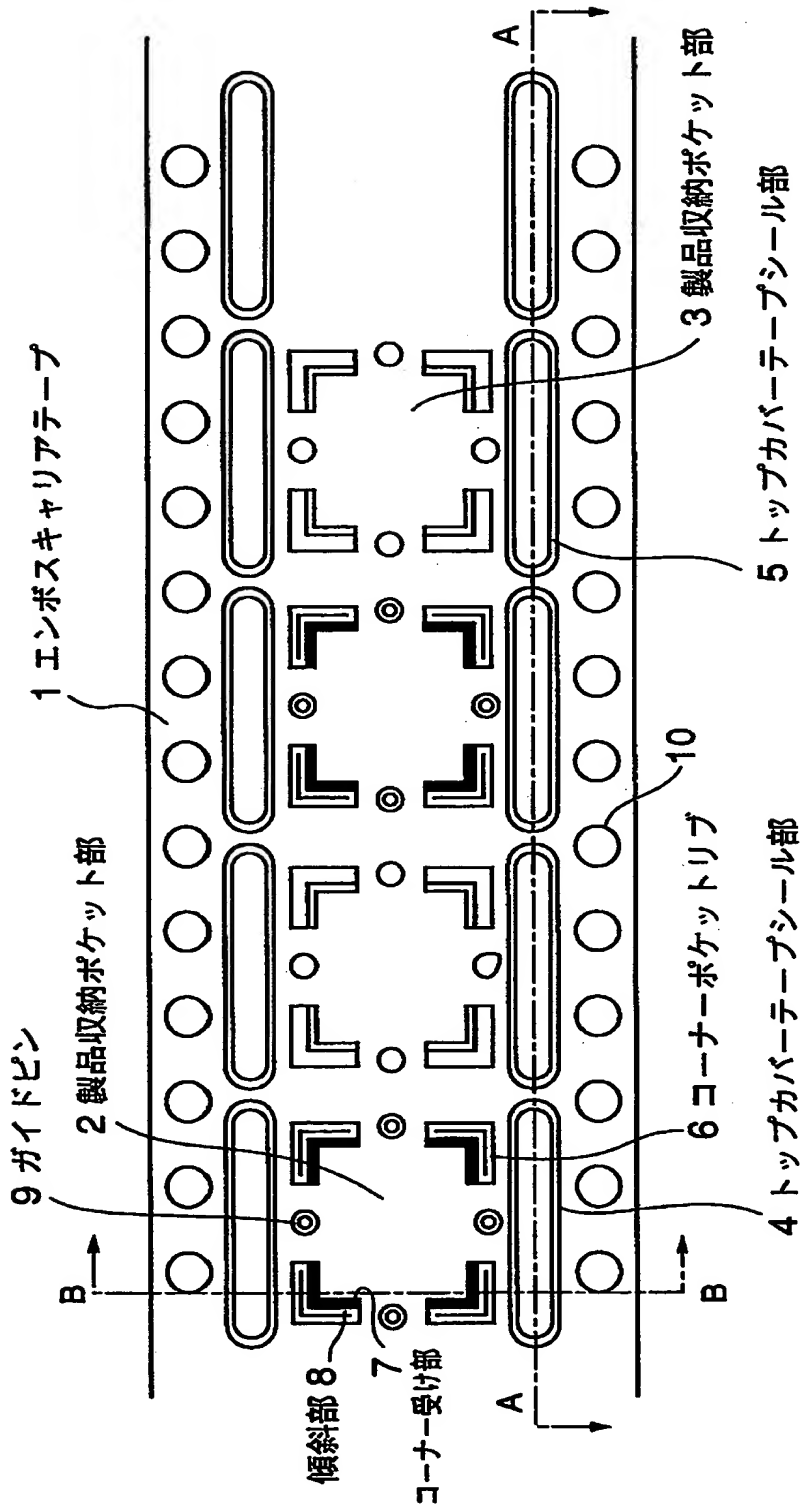 1 エンボスキャリアテープ
9 ガイドピン
2 製品収納ポケット部
B
B
A
A
傾斜部 8
7
コーナー受け部
3 製品収納ポケット部
10
6 コーナーポケットリブ
5 トップカバーテープシール部
4 トップカバーテープシール部